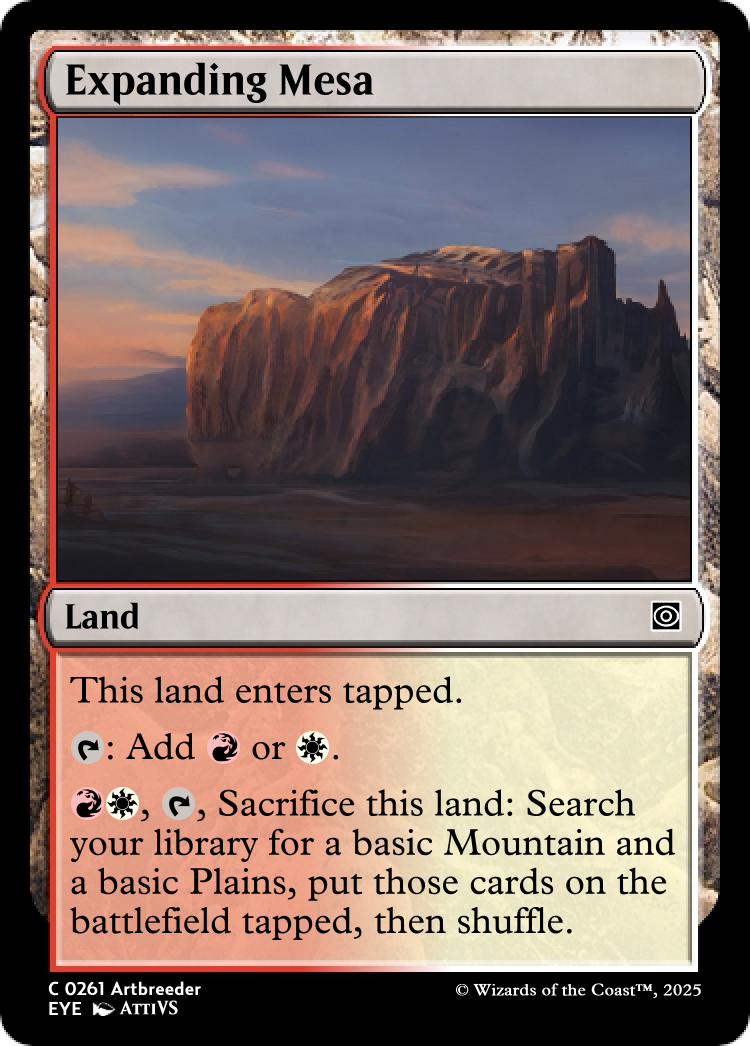 Expanding Mesa
Land
This land enters tapped.
: Add or .
, , Sacrifice this land: Search
your library for a basic Mountain and
a basic Plains, put those cards on the
battlefield tapped, then shuffle.
C 0261 Artbreeder
EYE AttiVS
© Wizards of the Coast™, 2025